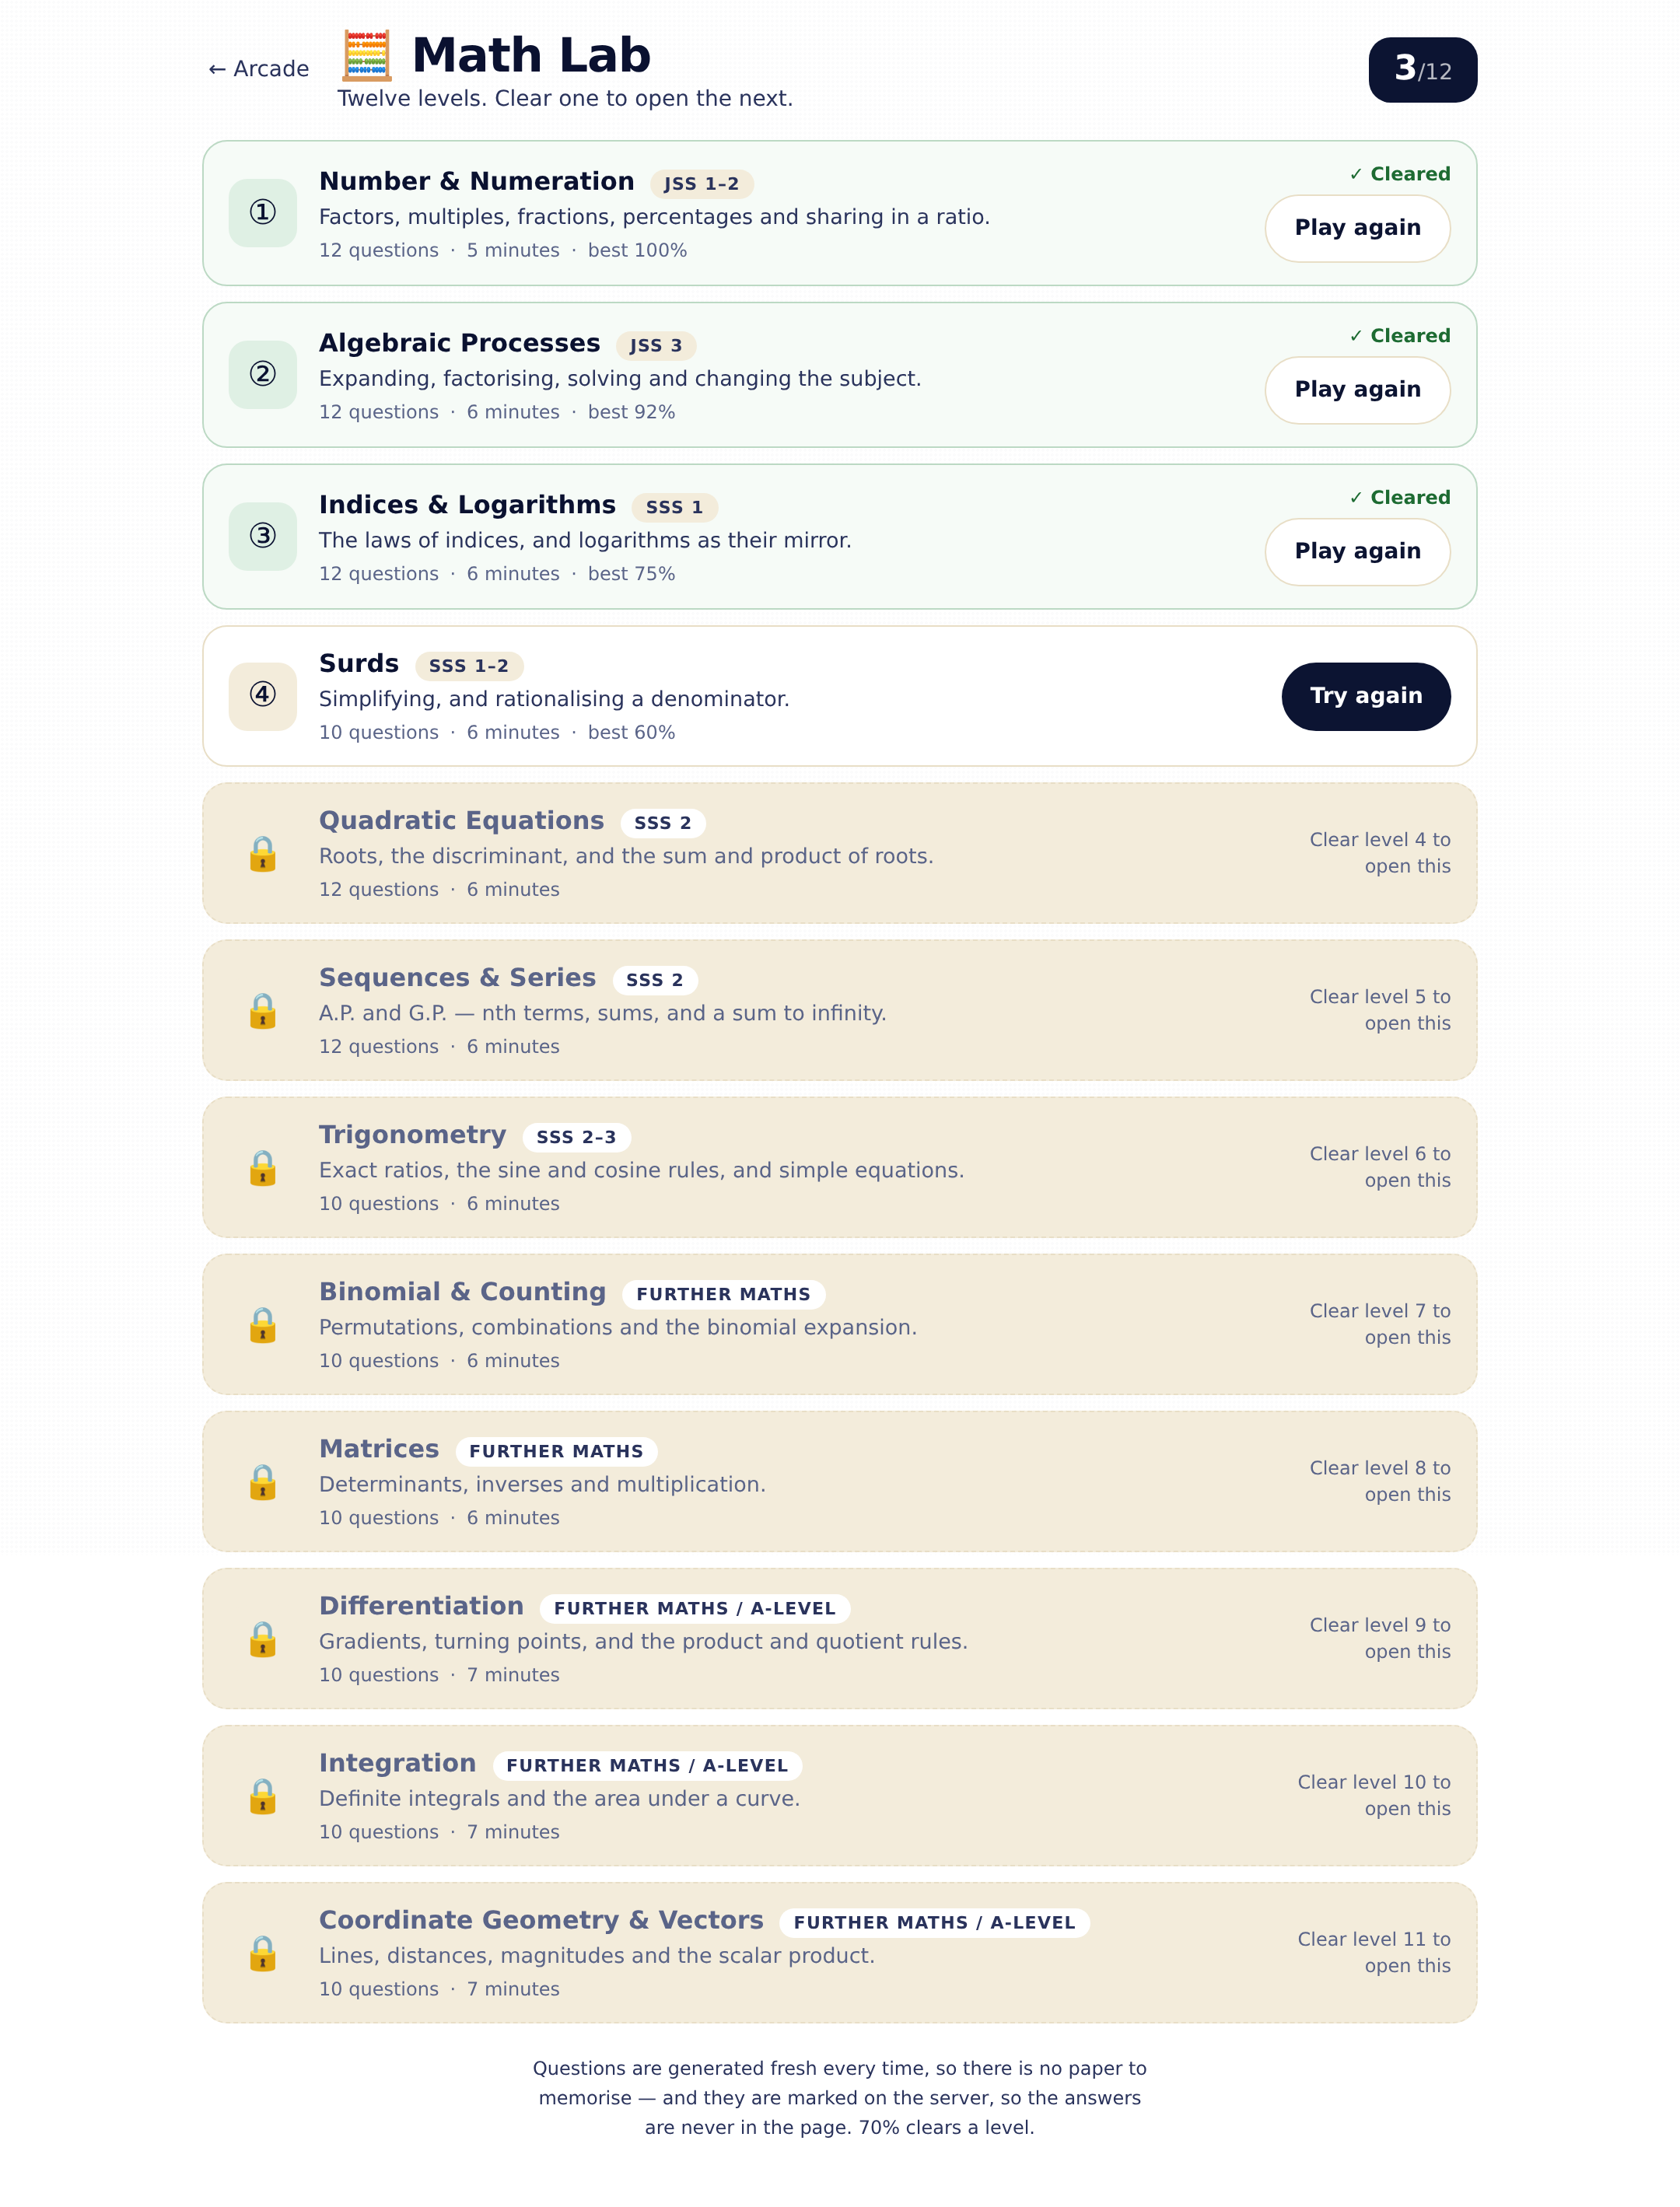 ← Arcade
🧮 Math Lab
Twelve levels. Clear one to open the next.
3/12
① Number & Numeration JSS 1–2
Factors, multiples, fractions, percentages and sharing in a ratio.
12 questions · 5 minutes · best 100%
✓ Cleared
Play again
② Algebraic Processes JSS 3
Expanding, factorising, solving and changing the subject.
12 questions · 6 minutes · best 92%
✓ Cleared
Play again
③ Indices & Logarithms SSS 1
The laws of indices, and logarithms as their mirror.
12 questions · 6 minutes · best 75%
✓ Cleared
Play again
④ Surds SSS 1–2
Simplifying, and rationalising a denominator.
10 questions · 6 minutes · best 60%
Try again
Quadratic Equations SSS 2
Roots, the discriminant, and the sum and product of roots.
12 questions · 6 minutes
Clear level 4 to
open this
Sequences & Series SSS 2
A.P. and G.P. — nth terms, sums, and a sum to infinity.
12 questions · 6 minutes
Clear level 5 to
open this
Trigonometry SSS 2–3
Exact ratios, the sine and cosine rules, and simple equations.
10 questions · 6 minutes
Clear level 6 to
open this
Binomial & Counting FURTHER MATHS
Permutations, combinations and the binomial expansion.
10 questions · 6 minutes
Clear level 7 to
open this
Matrices FURTHER MATHS
Determinants, inverses and multiplication.
10 questions · 6 minutes
Clear level 8 to
open this
Differentiation FURTHER MATHS / A-LEVEL
Gradients, turning points, and the product and quotient rules.
10 questions · 7 minutes
Clear level 9 to
open this
Integration FURTHER MATHS / A-LEVEL
Definite integrals and the area under a curve.
10 questions · 7 minutes
Clear level 10 to
open this
Coordinate Geometry & Vectors FURTHER MATHS / A-LEVEL
Lines, distances, magnitudes and the scalar product.
10 questions · 7 minutes
Clear level 11 to
open this
Questions are generated fresh every time, so there is no paper to
memorise — and they are marked on the server, so the answers
are never in the page. 70% clears a level.